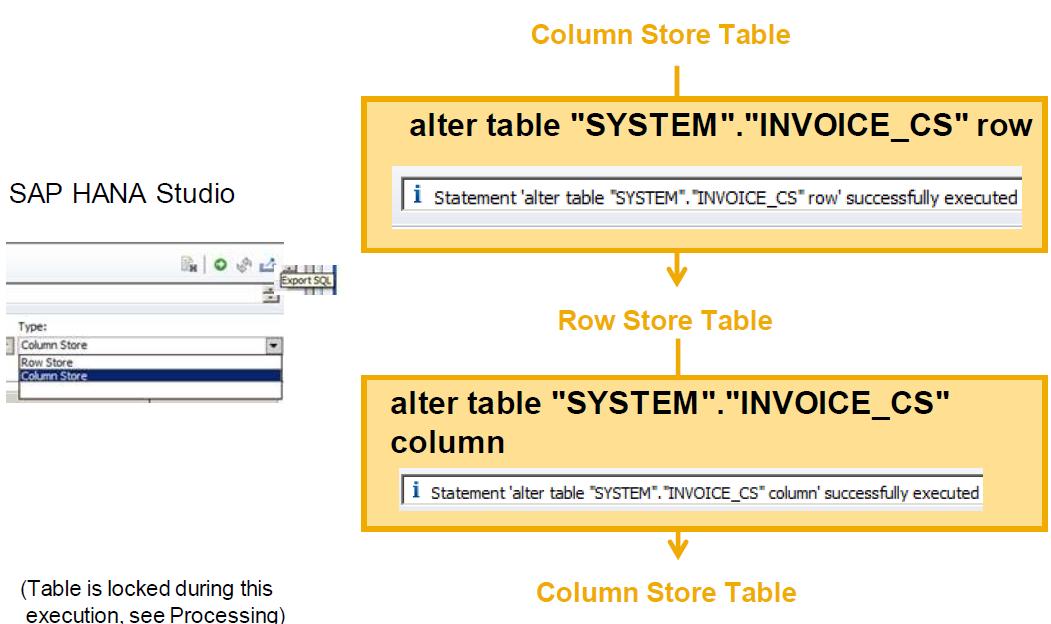 Column Store Table
alter table "SYSTEM"."INVOICE_CS" row
i Statement 'alter table "SYSTEM"."INVOICE_CS" row' successfully executed
SAP HANA Studio
Export SQL
Type:
Column Store
Row Store
Column Store
Row Store Table
alter table "SYSTEM"."INVOICE_CS"
column
i Statement 'alter table "SYSTEM"."INVOICE_CS" column' successfully executed
(Table is locked during this
execution, see Processing)
Column Store Table